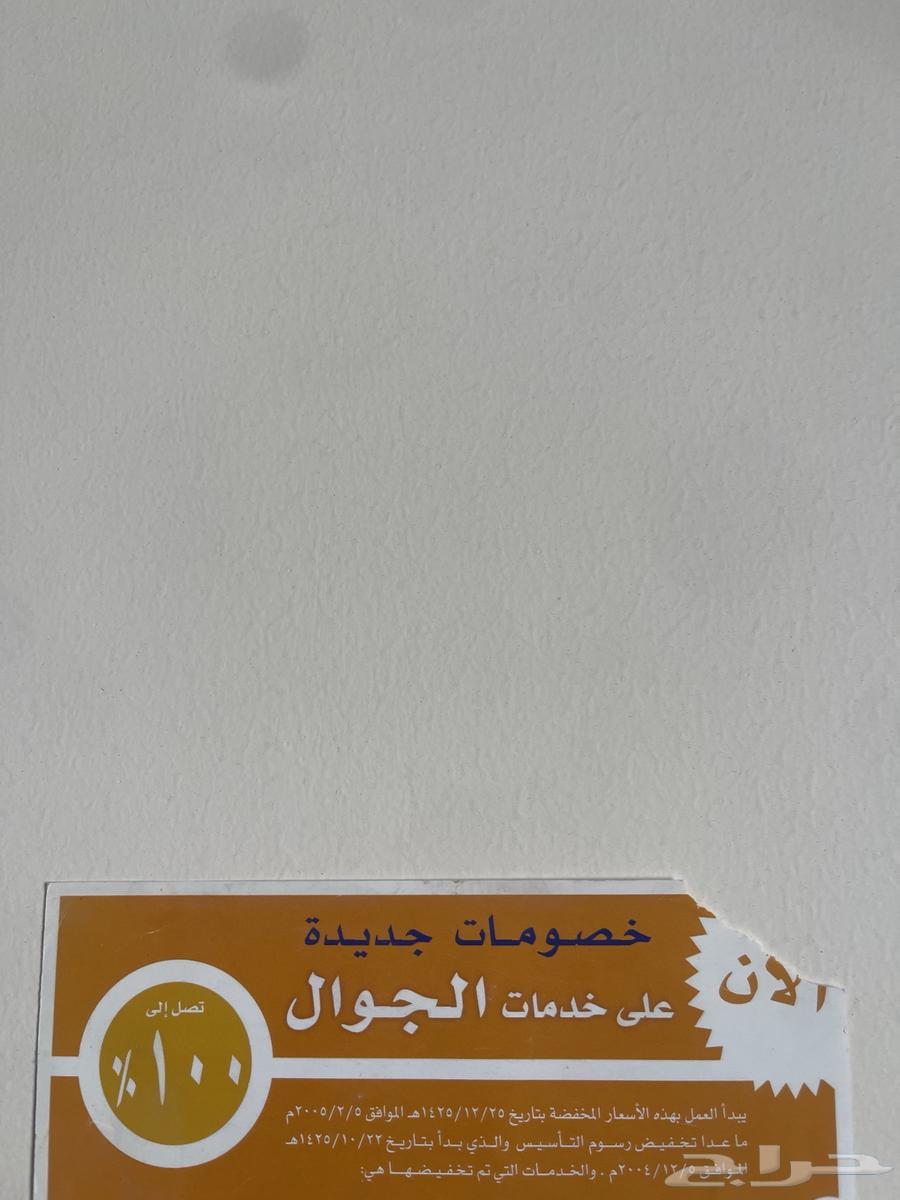 الآن
خصومات جديدة
على خدمات الجوال
تصل إلى
١٠٠٪
يبدأ العمل بهذه الأسعار المخفضة بتاريخ ١٤٢٥/١٢/٢٥هـ الموافق ٢٠٠٥/٢/٥م
ما عدا تخفيض رسوم التأسيس والذي بدأ بتاريخ ١٤٢٥/١٠/٢٢هـ
الموافق ٢٠٠٤/١٢/٥م . والخدمات التي تم تخفيضها هي:
حراج